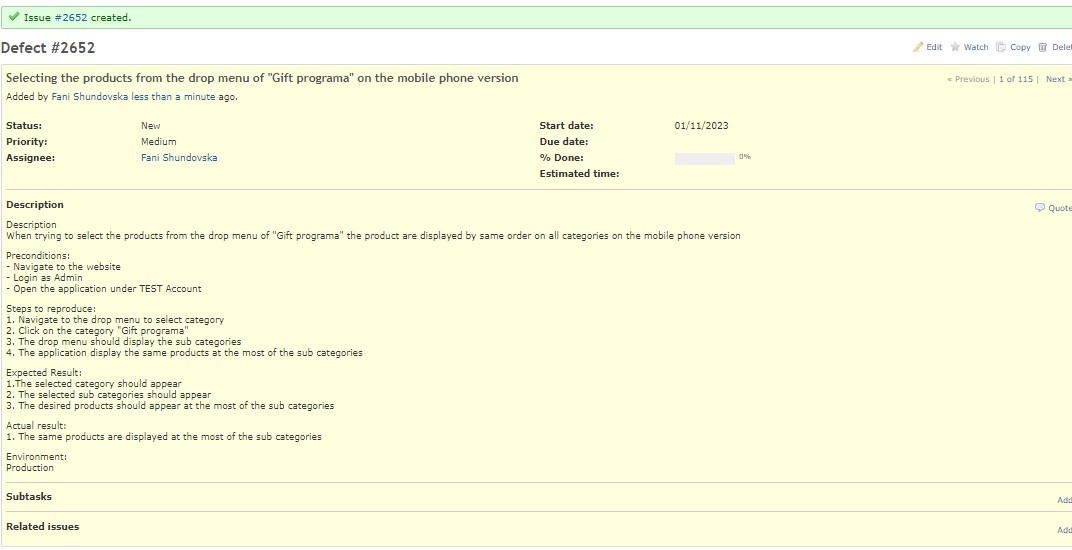 Issue #2652 created.
Defect #2652
Edit Watch Copy
Selecting the products from the drop menu of "Gift programa" on the mobile phone version
« Previous | 1 of 115 | Next »
Added by Fani Shundovska less than a minute ago.
Status: New Start date: 01/11/2023
Priority: Medium Due date:
Assignee: Fani Shundovska % Done: 0%
Estimated time:
Description
Quote
Description
When trying to select the products from the drop menu of "Gift programa" the product are displayed by same order on all categories on the mobile phone version
Preconditions:
- Navigate to the website
- Login as Admin
- Open the application under TEST Account
Steps to reproduce:
1. Navigate to the drop menu to select category
2. Click on the category "Gift programa"
3. The drop menu should display the sub categories
4. The application display the same products at the most of the sub categories
Expected Result:
1.The selected category should appear
2. The selected sub categories should appear
3. The desired products should appear at the most of the sub categories
Actual result:
1. The same products are displayed at the most of the sub categories
Environment:
Production
Subtasks
Add
Related issues
Add